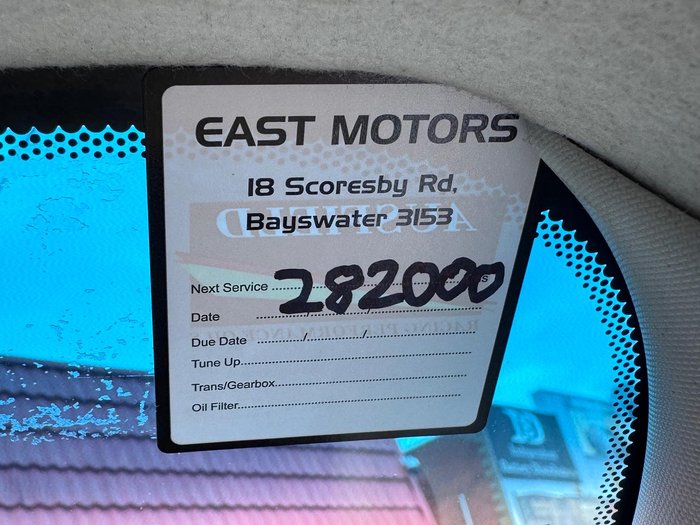 EAST MOTORS
18 Scoresby Rd,
Bayswater 3153
Next Service 282000
Date
Due Date
Tune Up
Trans/Gearbox
Oil Filter